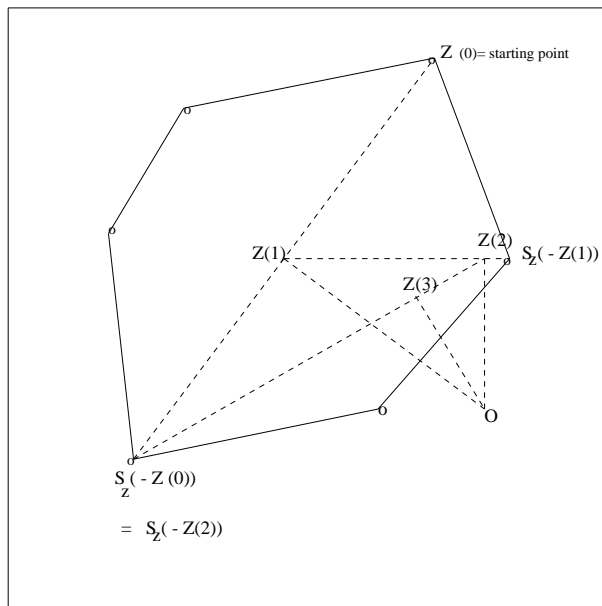 Z (0)= starting point
Z(1)
Z(2)
S_z(-Z(1))
Z(3)
O
S_z(-Z (0))
= S_z(-Z(2))